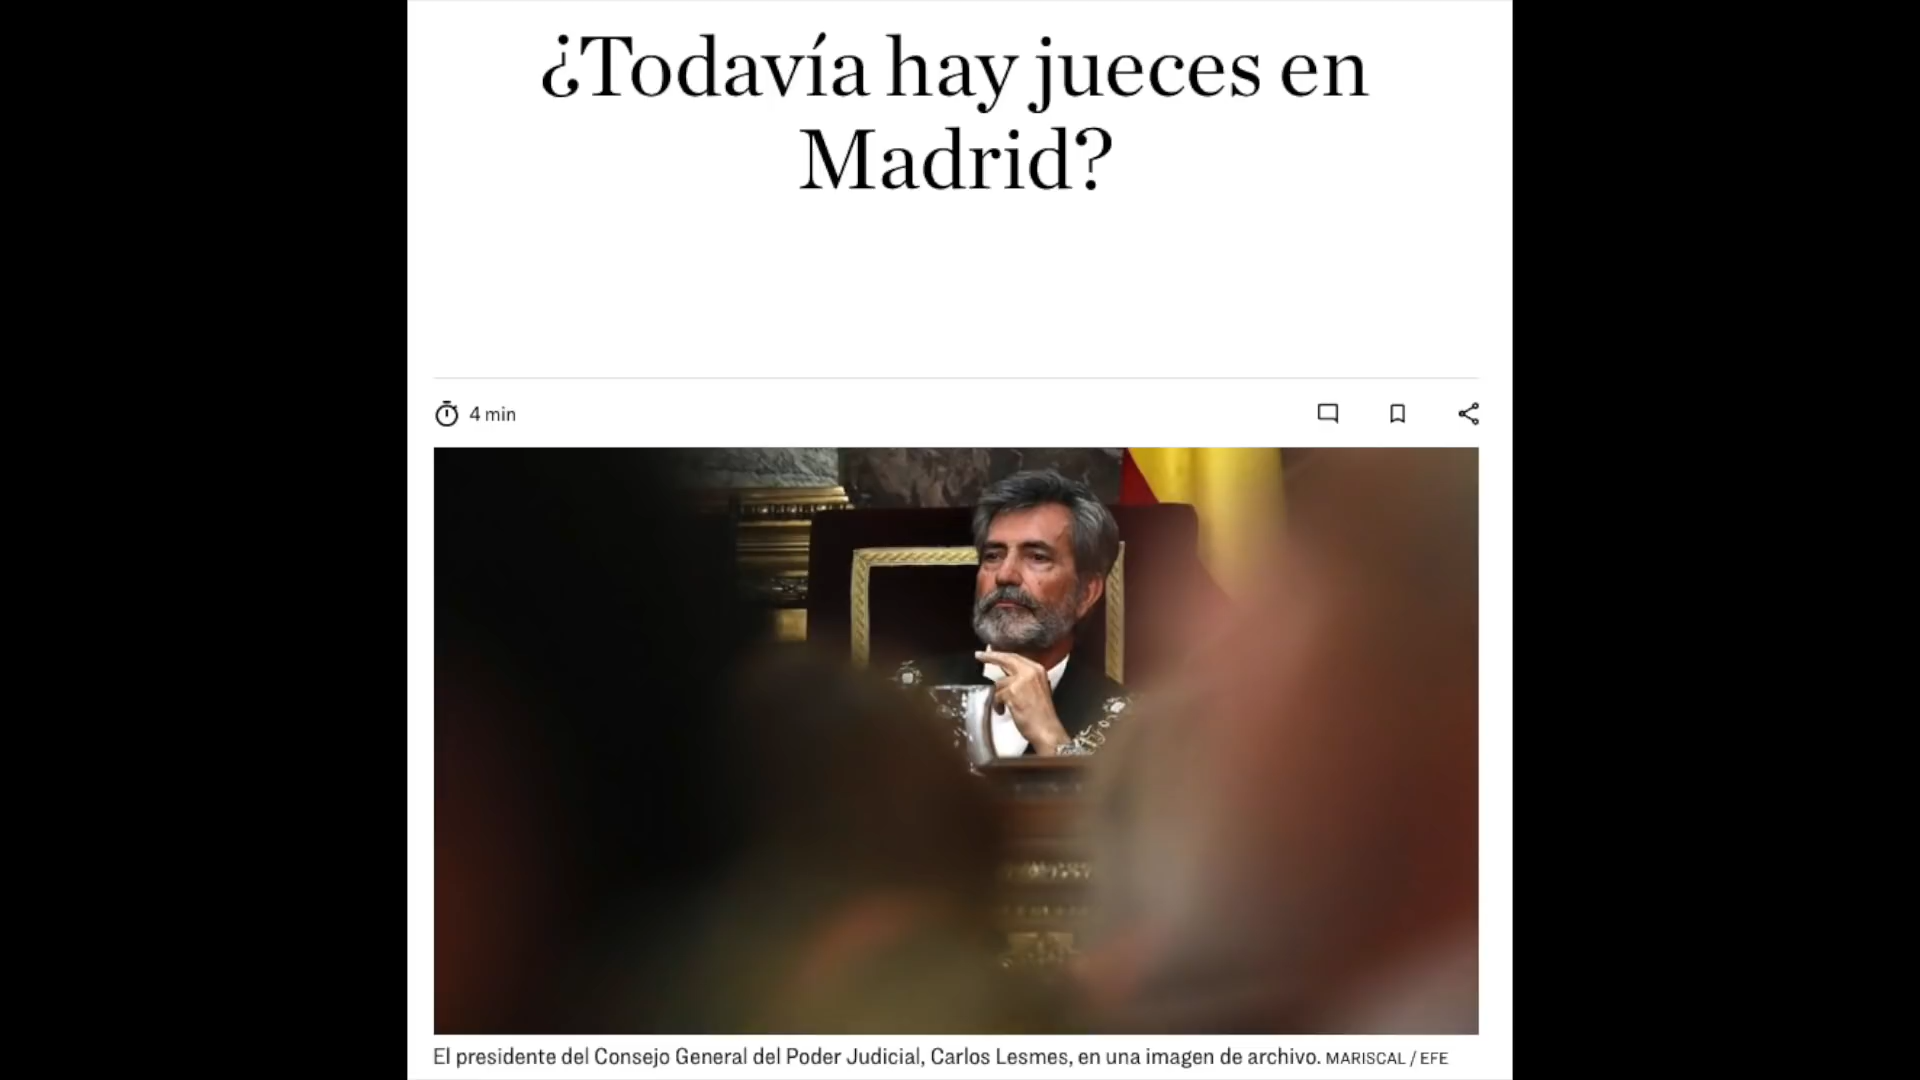 ¿Todavía hay jueces en
Madrid?
4 min
El presidente del Consejo General del Poder Judicial, Carlos Lesmes, en una imagen de archivo. MARISCAL / EFE